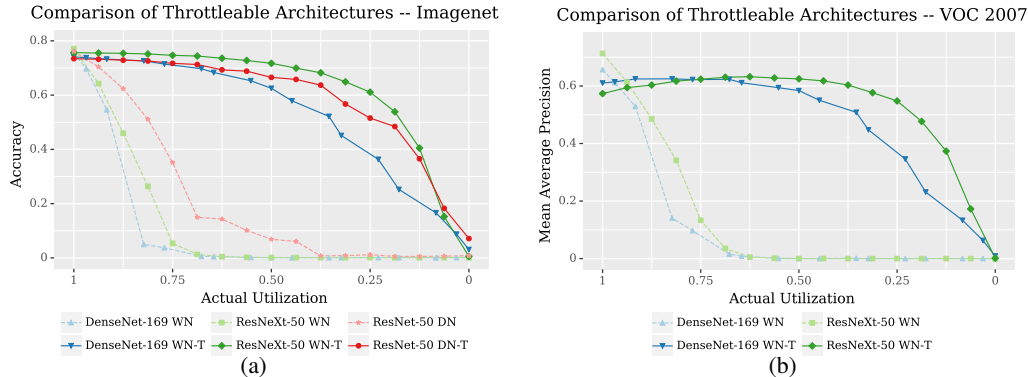 Comparison of Throttleable Architectures -- Imagenet
0.8
0.6
0.4
0.2
0
Accuracy
1
0.75
0.50
0.25
0
Actual Utilization
DenseNet-169 WN
ResNeXt-50 WN
ResNet-50 DN
DenseNet-169 WN-T
ResNeXt-50 WN-T
ResNet-50 DN-T
(a)
Comparison of Throttleable Architectures -- VOC 2007
0.6
0.4
0.2
0
Mean Average Precision
1
0.75
0.50
0.25
0
Actual Utilization
DenseNet-169 WN
ResNeXt-50 WN
DenseNet-169 WN-T
ResNeXt-50 WN-T
(b)